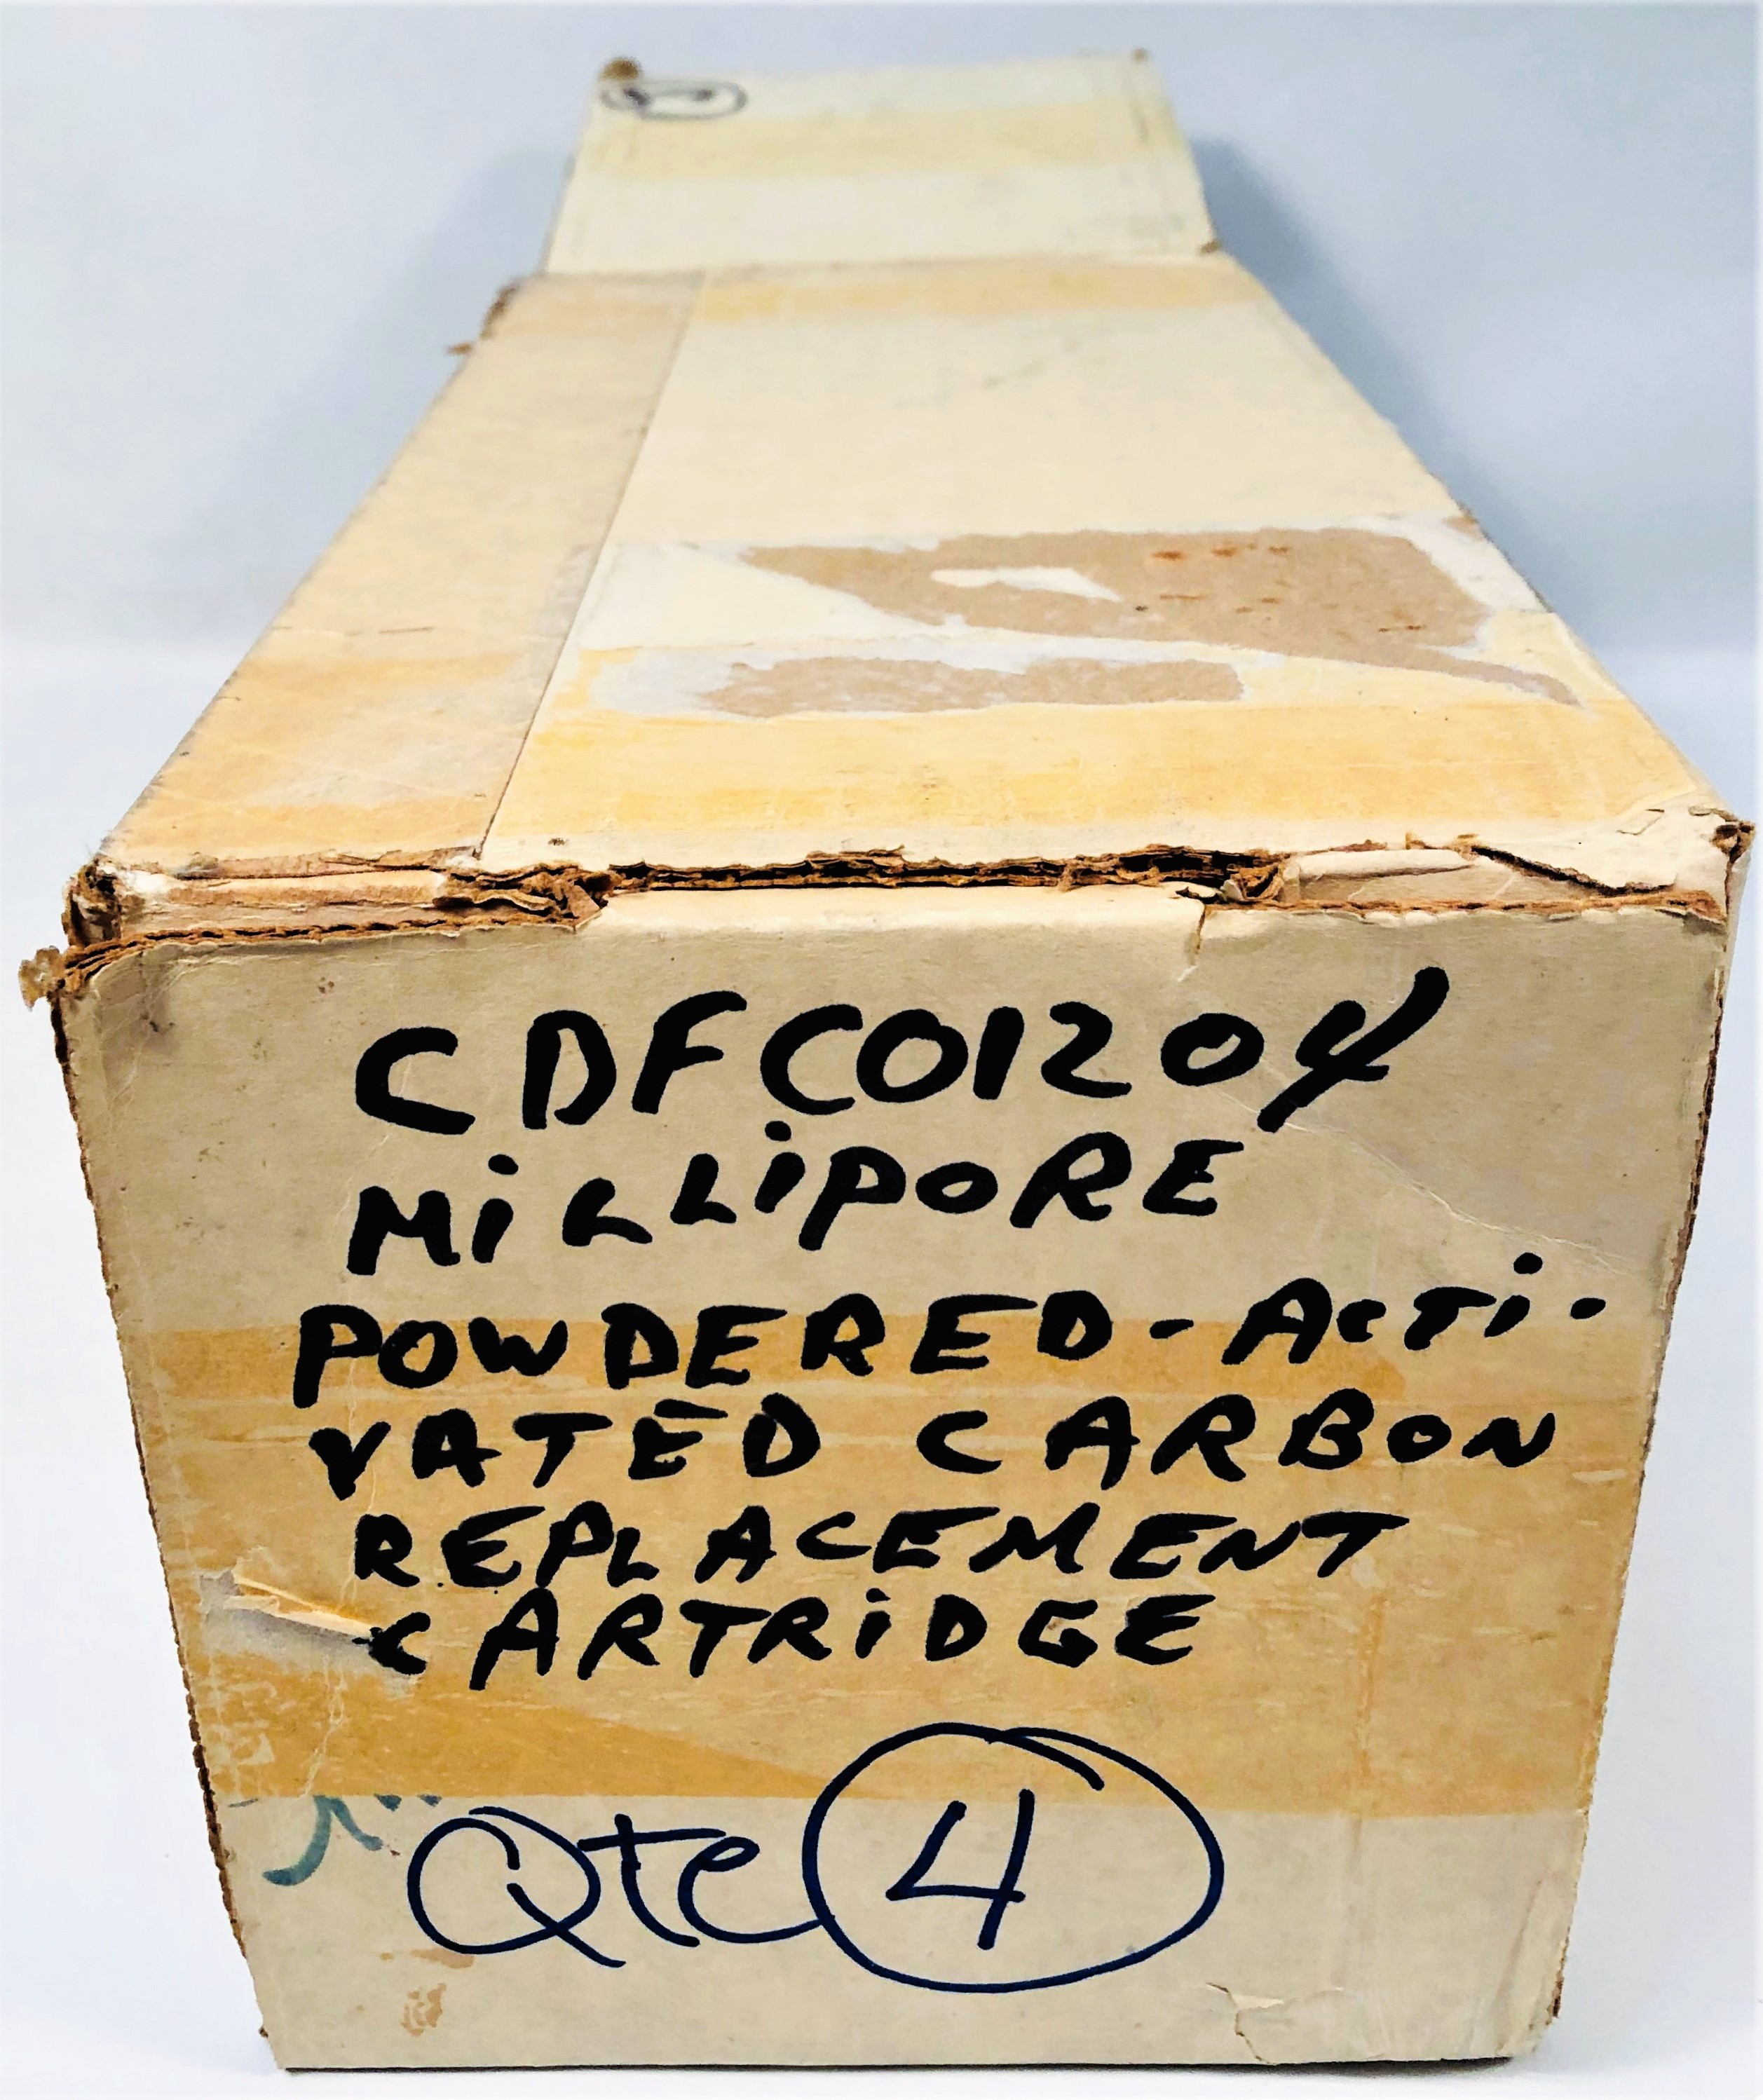 CDFC01204
MiLLiPORE
POWDERED-ACTi-
VATED CARBON
REPLACEMENT
CARTRiDGE
Qte 4